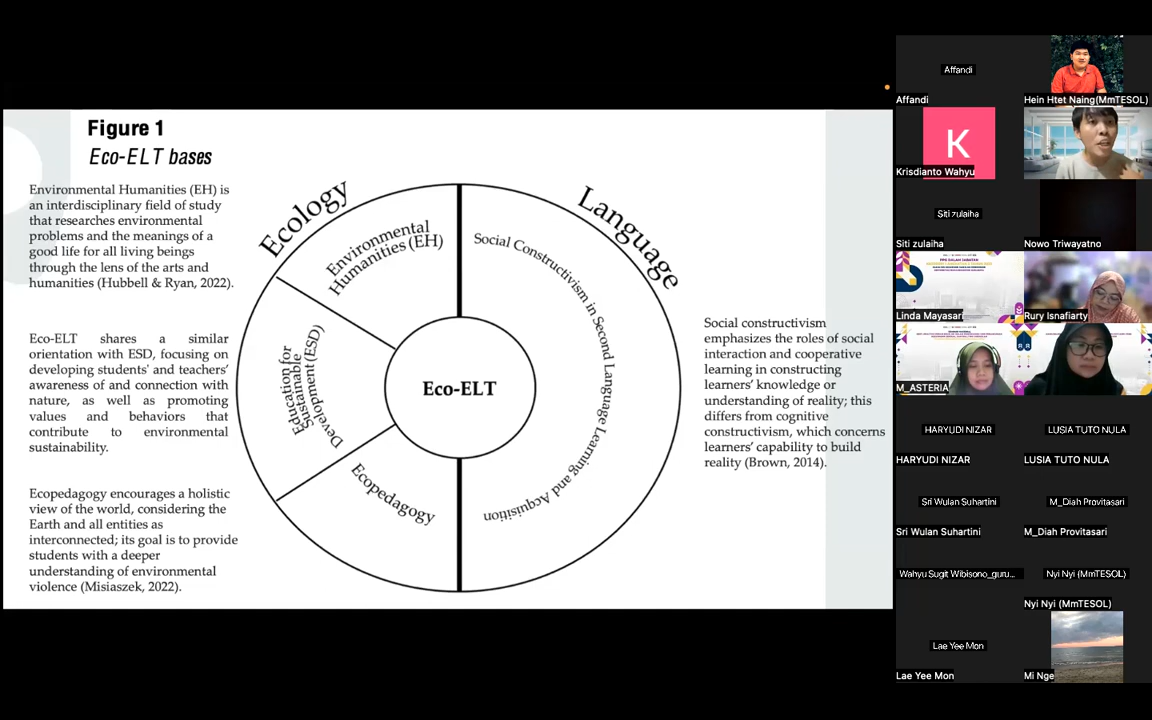 Figure 1
Eco-ELT bases
Environmental Humanities (EH) is
an interdisciplinary field of study
that researches environmental
problems and the meanings of a
good life for all living beings
through the lens of the arts and
humanities (Hubbell & Ryan, 2022).
Eco-ELT shares a similar
orientation with ESD, focusing on
developing students' and teachers'
awareness of and connection with
nature, as well as promoting
values and behaviors that
contribute to environmental
sustainability.
Ecopedagogy encourages a holistic
view of the world, considering the
Earth and all entities as
interconnected; its goal is to provide
students with a deeper
understanding of environmental
violence (Misiaszek, 2022).
Ecology
Environmental
Humanities (EH)
Education for
Sustainable
Development (ESD)
Ecopedagogy
Eco-ELT
Language
Social Constructivism in Second Language Learning and Acquisition
Social constructivism
emphasizes the roles of social
interaction and cooperative
learning in constructing
learners' knowledge or
understanding of reality; this
differs from cognitive
constructivism, which concerns
learners' capability to build
reality (Brown, 2014).
Affandi
Affandi
Hein Htet Naing(MmTESOL)
K
Krisdianto Wahyu
Siti zulaiha
Siti zulaiha
Nowo Triwayatno
Linda Mayasari
Rury Isnafiarty
M_ASTERIA
HARYUDI NIZAR
HARYUDI NIZAR
LUSIA TUTO NULA
LUSIA TUTO NULA
Sri Wulan Suhartini
Sri Wulan Suhartini
M_Diah Provitasari
M_Diah Provitasari
Wahyu Sugit Wibisono_guru...
Nyi Nyi (MmTESOL)
Nyi Nyi (MmTESOL)
Lae Yee Mon
Lae Yee Mon
Mi Nge